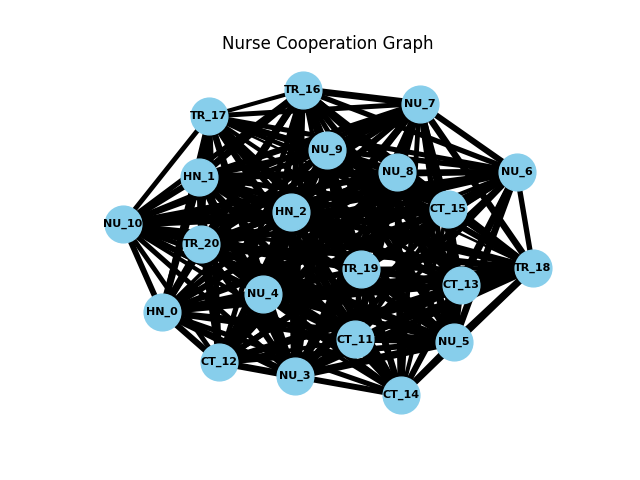 Nurse Cooperation Graph
TR_16
NU_7
TR_17
NU_9
NU_8
NU_6
HN_1
CT_15
HN_2
NU_10
TR_20
TR_19
TR_18
CT_13
NU_4
HN_0
CT_11
NU_5
CT_12
NU_3
CT_14